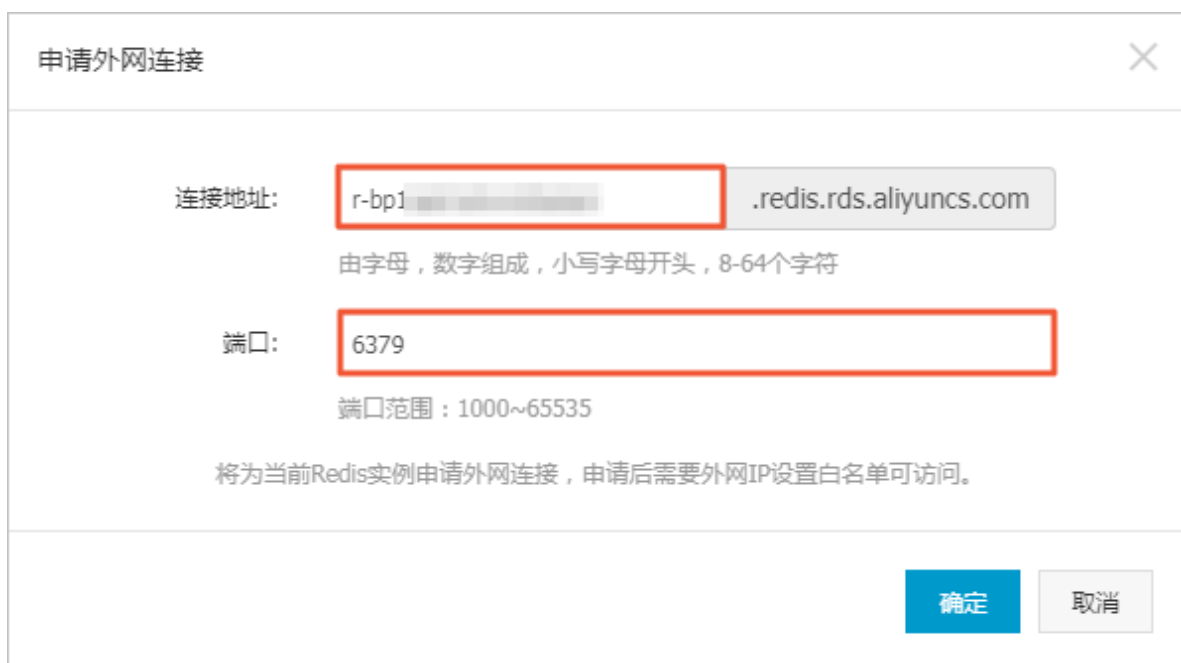 申请外网连接
连接地址: r-bp1 .redis.rds.aliyuncs.com
由字母，数字组成，小写字母开头，8-64个字符
端口: 6379
端口范围：1000~65535
将为当前Redis实例申请外网连接，申请后需要外网IP设置白名单可访问。
确定 取消